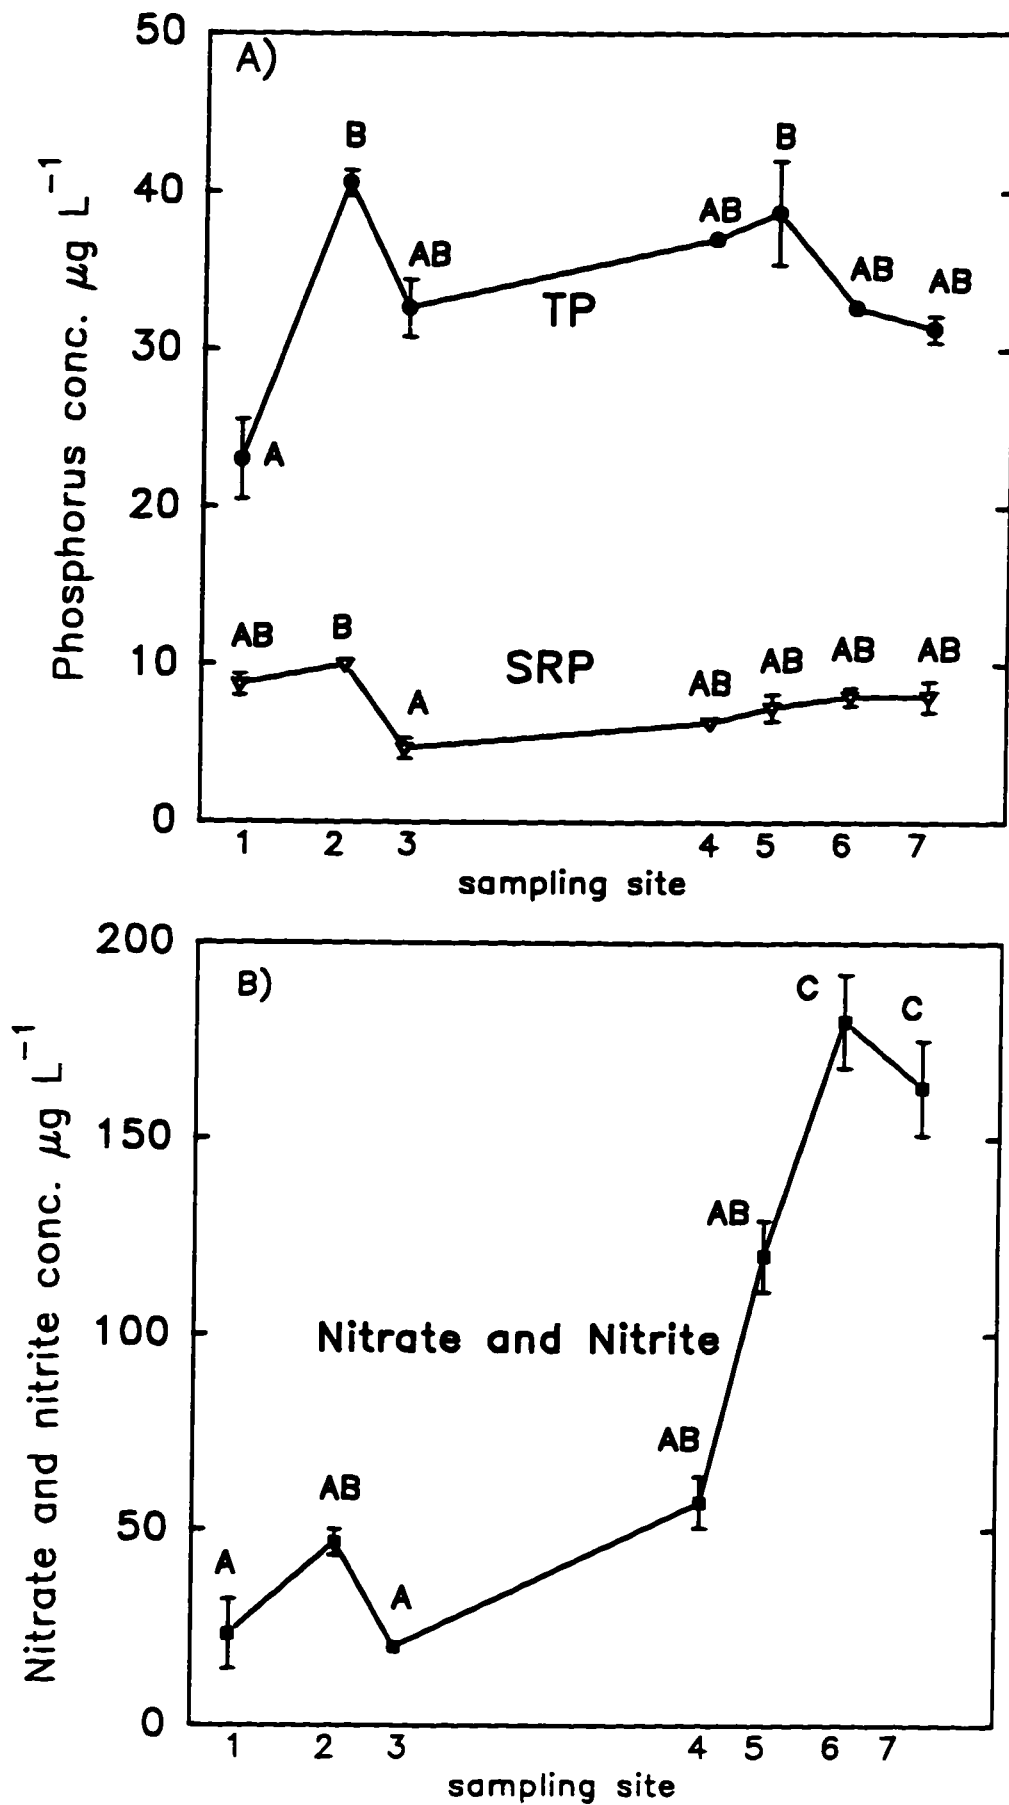 50
A)
B
B
40
AB
AB
AB
AB
TP
30
A
20
Phosphorus conc. μg L⁻¹
10
AB
B
SRP
A
AB
AB
AB
AB
0
1 2 3 4 5 6 7
sampling site
200
B)
C
C
150
AB
Nitrate and nitrite conc. μg L⁻¹
100
Nitrate and Nitrite
AB
AB
50
A
A
0
1 2 3 4 5 6 7
sampling site